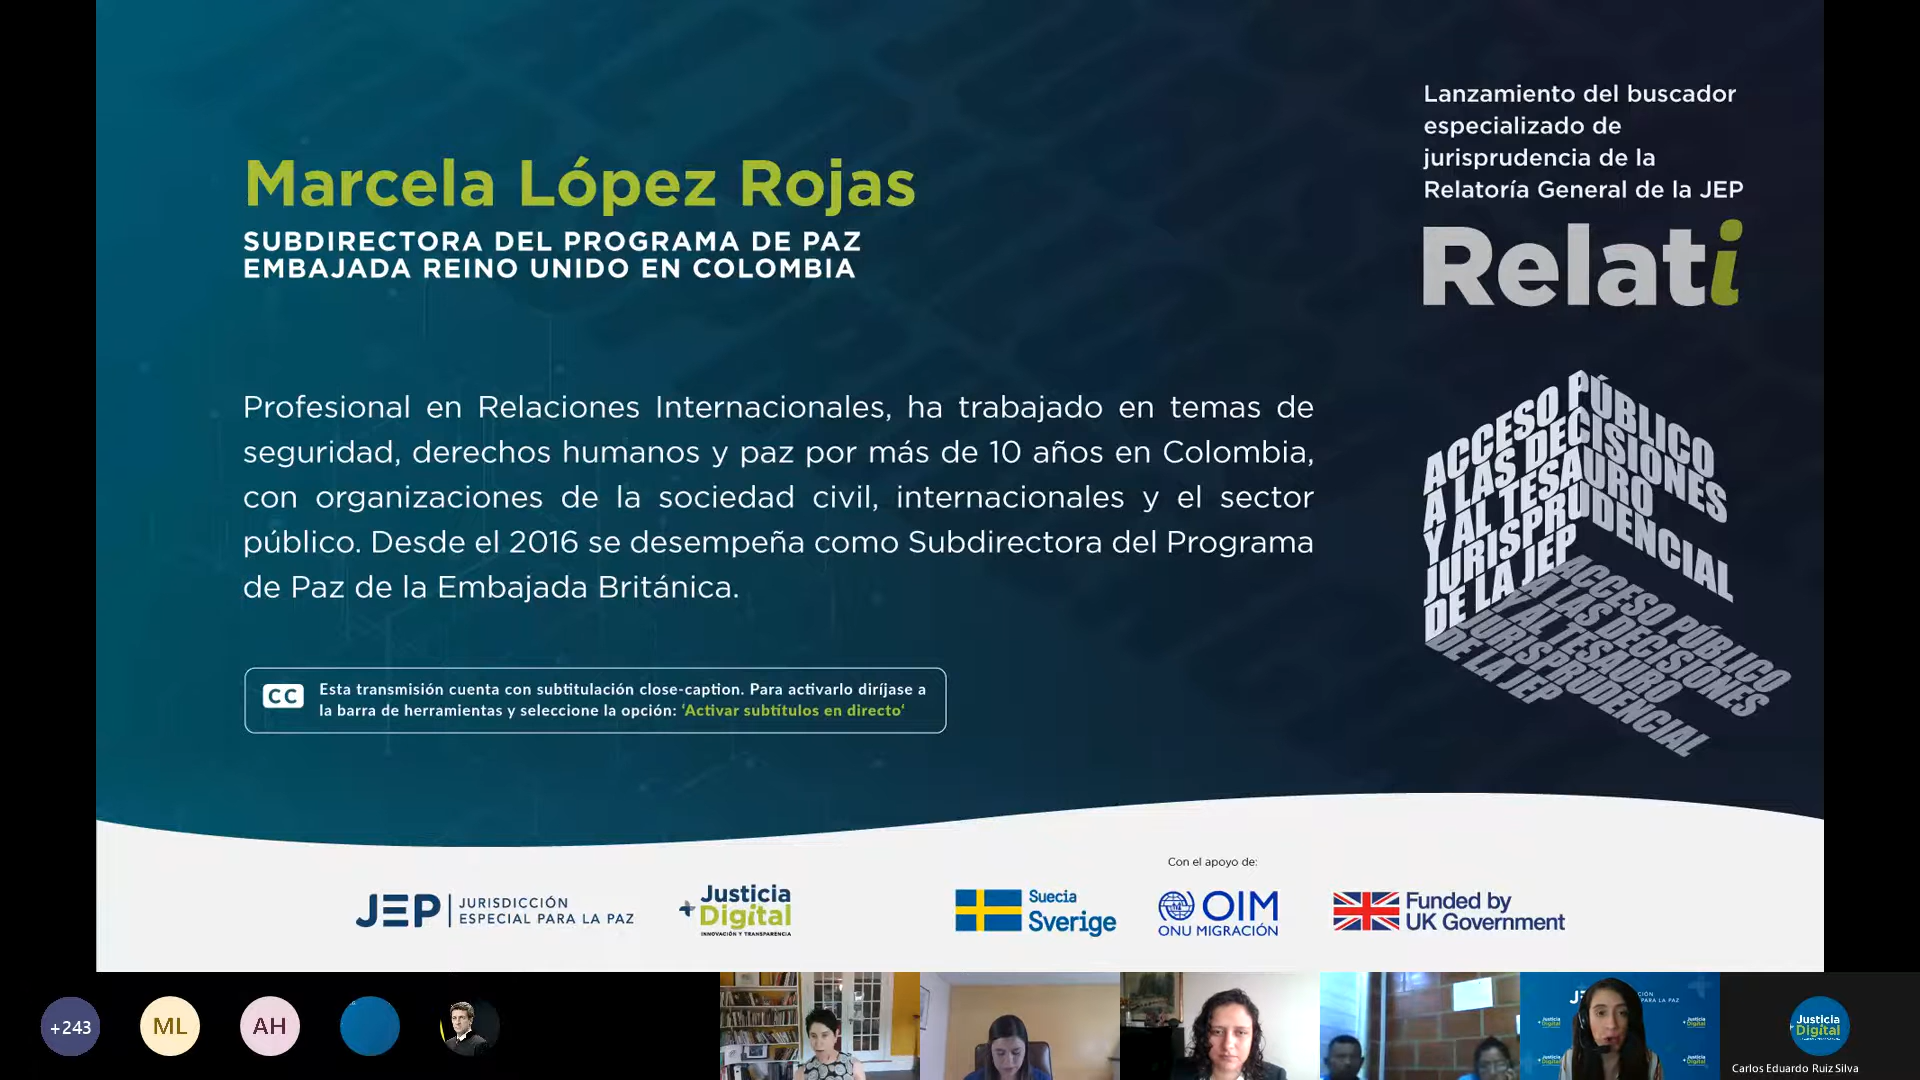 Marcela López Rojas
SUBDIRECTORA DEL PROGRAMA DE PAZ
EMBAJADA REINO UNIDO EN COLOMBIA
Profesional en Relaciones Internacionales, ha trabajado en temas de
seguridad, derechos humanos y paz por más de 10 años en Colombia,
con organizaciones de la sociedad civil, internacionales y el sector
público. Desde el 2016 se desempeña como Subdirectora del Programa
de Paz de la Embajada Británica.
CC
Esta transmisión cuenta con subtitulación close-caption. Para activarlo diríjase a
la barra de herramientas y seleccione la opción: ‘Activar subtítulos en directo‘
Lanzamiento del buscador
especializado de
jurisprudencia de la
Relatoría General de la JEP
Relati
ACCESO PÚBLICO
A LAS DECISIONES
Y AL TESAURO
JURISPRUDENCIAL
DE LA JEP
ACCESO PÚBLICO
A LAS DECISIONES
Y AL TESAURO
JURISPRUDENCIAL
DE LA JEP
Con el apoyo de:
JEP JURISDICCIÓN
ESPECIAL PARA LA PAZ
+Justicia
Digital
INNOVACIÓN Y TRANSPARENCIA
Suecia
Sverige
OIM
ONU MIGRACIÓN
Funded by
UK Government
+243
ML
AH
Justicia
Digital
Carlos Eduardo Ruiz Silva